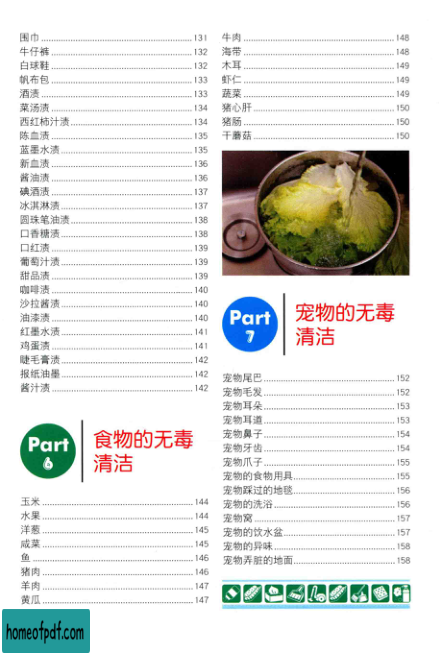 围巾 131
牛仔裤 132
白球鞋 132
帆布包 133
酒渍 133
菜汤渍 134
西红柿汁渍 134
陈血渍 135
蓝墨水渍 135
新血渍 136
酱油渍 136
碘酒渍 137
冰淇淋渍 137
圆珠笔油渍 138
口香糖渍 138
口红渍 139
葡萄汁渍 139
甜品渍 139
咖啡渍 140
沙拉酱渍 140
油漆渍 140
红墨水渍 141
鸡蛋渍 141
睫毛膏渍 142
报纸油墨 142
酱汁渍 142
Part
6
食物的无毒
清洁
玉米 144
水果 144
洋葱 145
咸菜 145
鱼 146
猪肉 146
羊肉 147
黄瓜 147
牛肉 148
海带 148
木耳 149
虾仁 149
蔬菜 149
猪心肝 150
猪肠 150
干蘑菇 150
Part
7
宠物的无毒
清洁
宠物尾巴 152
宠物毛发 152
宠物耳朵 153
宠物耳道 153
宠物鼻子 154
宠物牙齿 154
宠物爪子 155
宠物的食物用具 155
宠物踩过的地毯 156
宠物的洗浴 156
宠物窝 157
宠物的饮水盆 157
宠物的异味 158
宠物弄脏的地面 158
homeofpdf.com